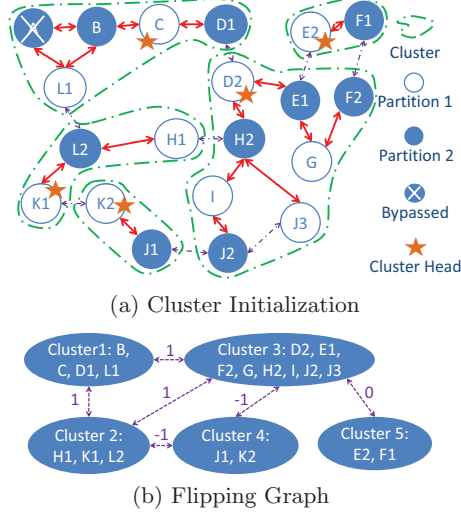 A
B
C
D1
E2
F1
Cluster
L1
D2
E1
F2
Partition 1
L2
H1
H2
G
Partition 2
K1
K2
I
J3
Bypassed
J1
J2
Cluster Head
(a) Cluster Initialization
Cluster1: B,
C, D1, L1
1
Cluster 3: D2, E1,
F2, G, H2, I, J2, J3
1
1
-1
0
Cluster 2:
H1, K1, L2
-1
Cluster 4:
J1, K2
Cluster 5:
E2, F1
(b) Flipping Graph